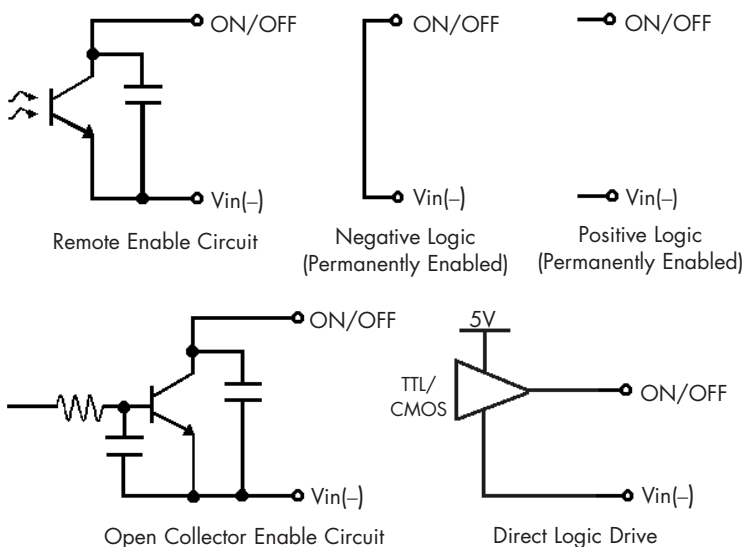 ON/OFF
Vin(–)
Remote Enable Circuit
ON/OFF
Vin(–)
Negative Logic
(Permanently Enabled)
ON/OFF
Vin(–)
Positive Logic
(Permanently Enabled)
ON/OFF
Vin(–)
Open Collector Enable Circuit
5V
TTL/
CMOS
ON/OFF
Vin(–)
Direct Logic Drive